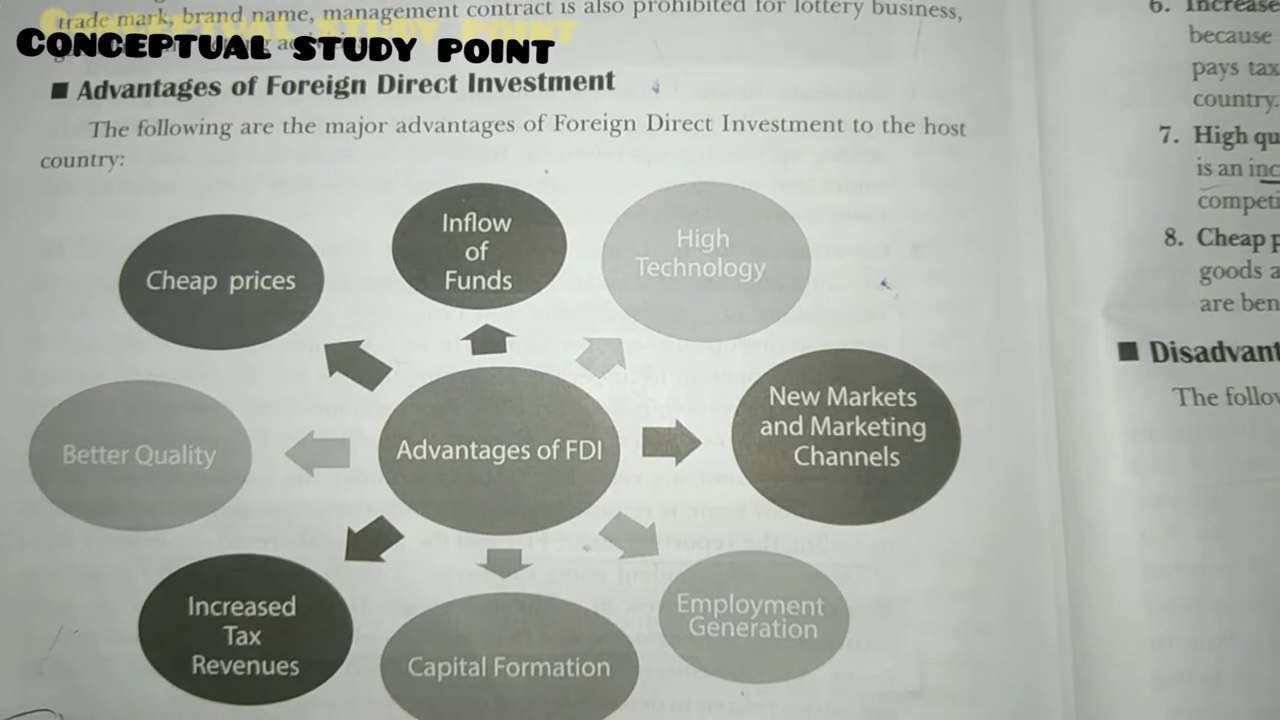 trade mark, brand name, management contract is also prohibited for lottery business,
CONCEPTUAL STUDY POINT
■ Advantages of Foreign Direct Investment
The following are the major advantages of Foreign Direct Investment to the host
country:
Inflow
of
Funds
High
Technology
New Markets
and Marketing
Channels
Employment
Generation
Capital Formation
Increased
Tax
Revenues
Better Quality
Cheap prices
Advantages of FDI
6. Increase
because
pays tax
country.
7. High qu
is an inc
competi
8. Cheap p
goods a
are ben
■ Disadvant
The follow